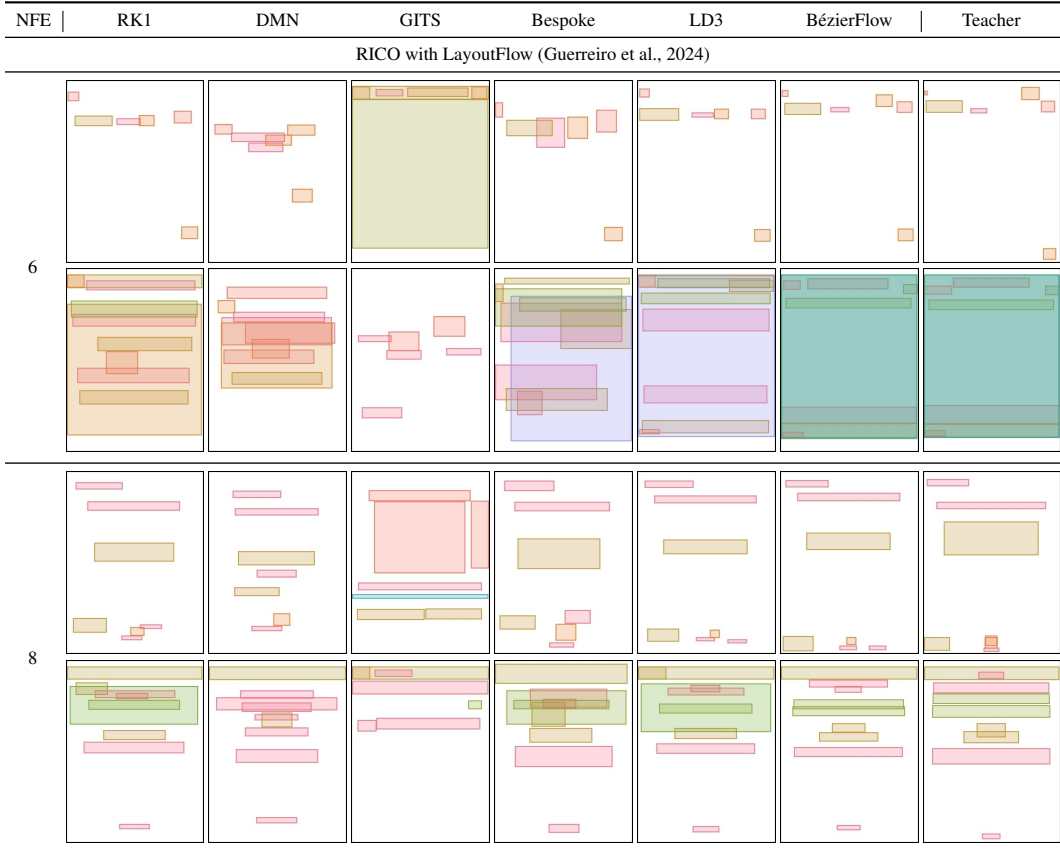 NFE RK1 DMN GITS Bespoke LD3 BézierFlow Teacher
RICO with LayoutFlow (Guerreiro et al., 2024)
6
8